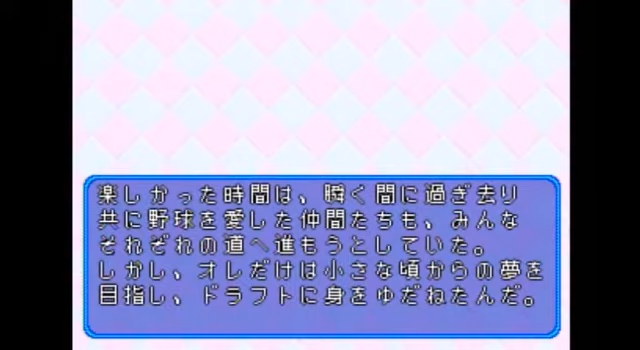 楽しかった時間は、瞬く間に過ぎ去り
共に野球を愛した仲間たちも、みんな
それぞれの道へ進もうとしていた。
しかし、オレだけは小さな頃からの夢を
目指し、ドラフトに身をゆだねたんだ。